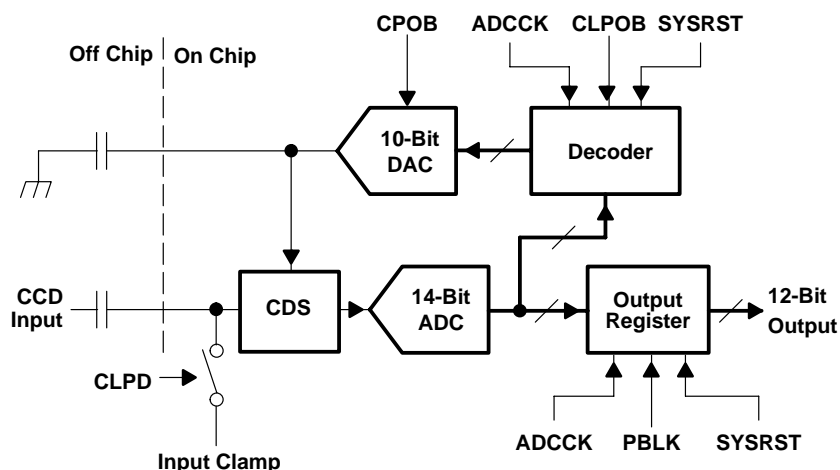 CPOB
ADCCK
CLPOB
SYSRST
Off Chip
On Chip
10-Bit
DAC
Decoder
CCD
Input
CDS
14-Bit
ADC
Output
Register
12-Bit
Output
CLPD
ADCCK
PBLK
SYSRST
Input Clamp